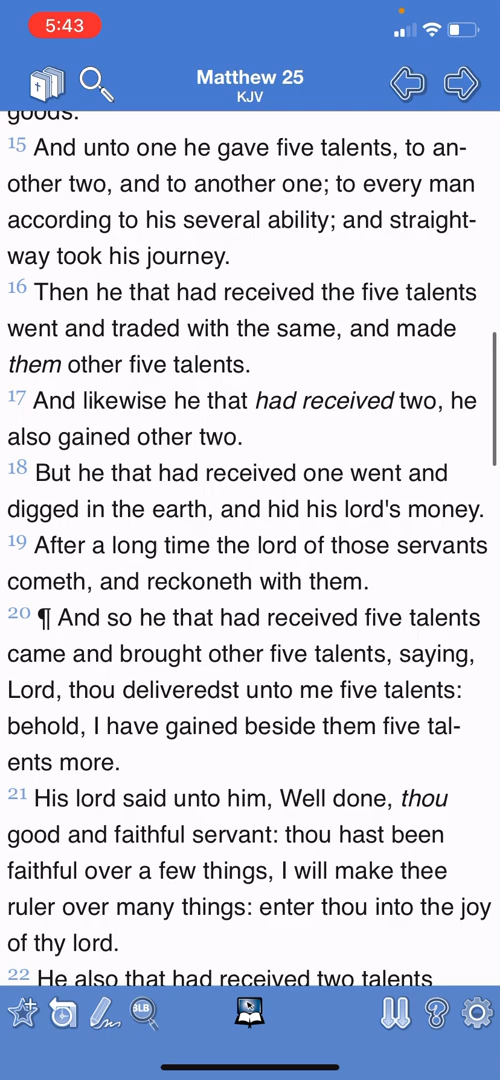 5:43
Matthew 25
KJV
goods.
15 And unto one he gave five talents, to an-
other two, and to another one; to every man
according to his several ability; and straight-
way took his journey.
16 Then he that had received the five talents
went and traded with the same, and made
them other five talents.
17 And likewise he that had received two, he
also gained other two.
18 But he that had received one went and
digged in the earth, and hid his lord's money.
19 After a long time the lord of those servants
cometh, and reckoneth with them.
20 ¶ And so he that had received five talents
came and brought other five talents, saying,
Lord, thou deliveredst unto me five talents:
behold, I have gained beside them five tal-
ents more.
21 His lord said unto him, Well done, thou
good and faithful servant: thou hast been
faithful over a few things, I will make thee
ruler over many things: enter thou into the joy
of thy lord.
22 He also that had received two talents
BLB